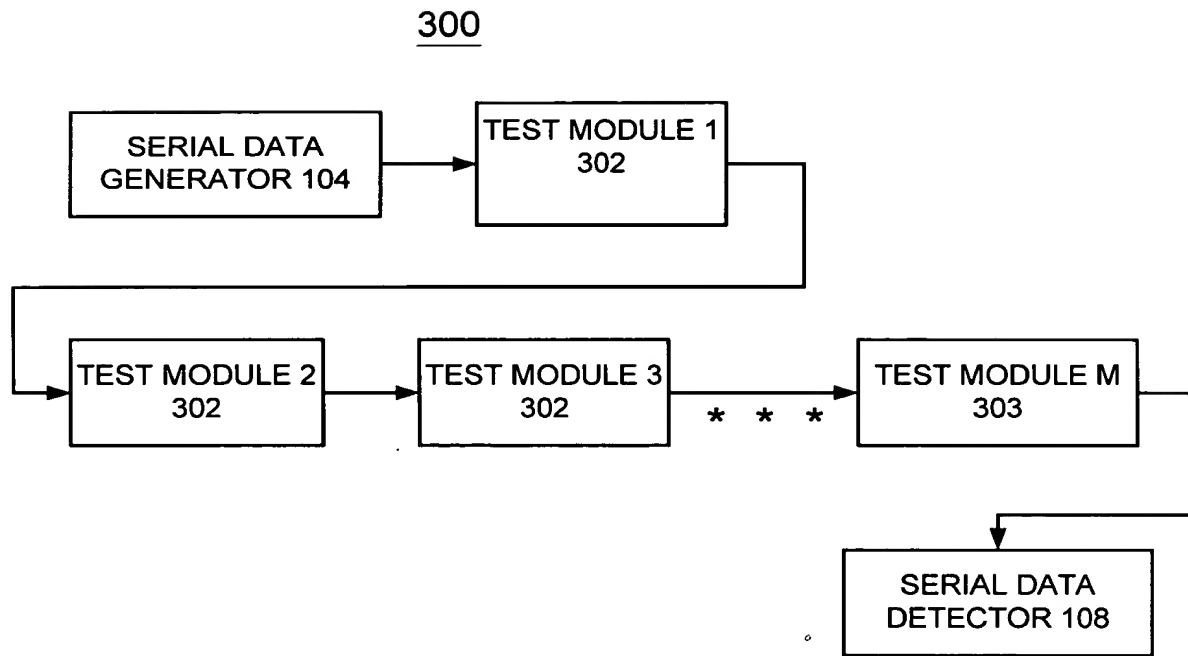 300
SERIAL DATA
GENERATOR 104
TEST MODULE 1
302
TEST MODULE 2
302
TEST MODULE 3
302
* * *
TEST MODULE M
303
SERIAL DATA
DETECTOR 108